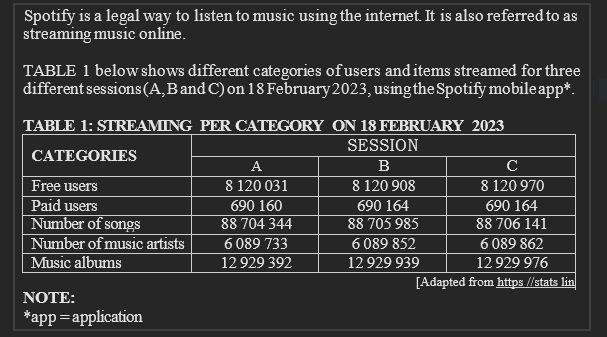 Spotify is a legal way to listen to music using the internet. It is also referred to as
streaming music online.
TABLE 1 below shows different categories of users and items streamed for three
different sessions (A, B and C) on 18 February 2023, using the Spotify mobile app*.
TABLE 1: STREAMING PER CATEGORY ON 18 FEBRUARY 2023
CATEGORIES SESSION
A B C
Free users 8 120 031 8 120 908 8 120 970
Paid users 690 160 690 164 690 164
Number of songs 88 704 344 88 705 985 88 706 141
Number of music artists 6 089 733 6 089 852 6 089 862
Music albums 12 929 392 12 929 939 12 929 976
[Adapted from https //stats lin
NOTE:
*app = application